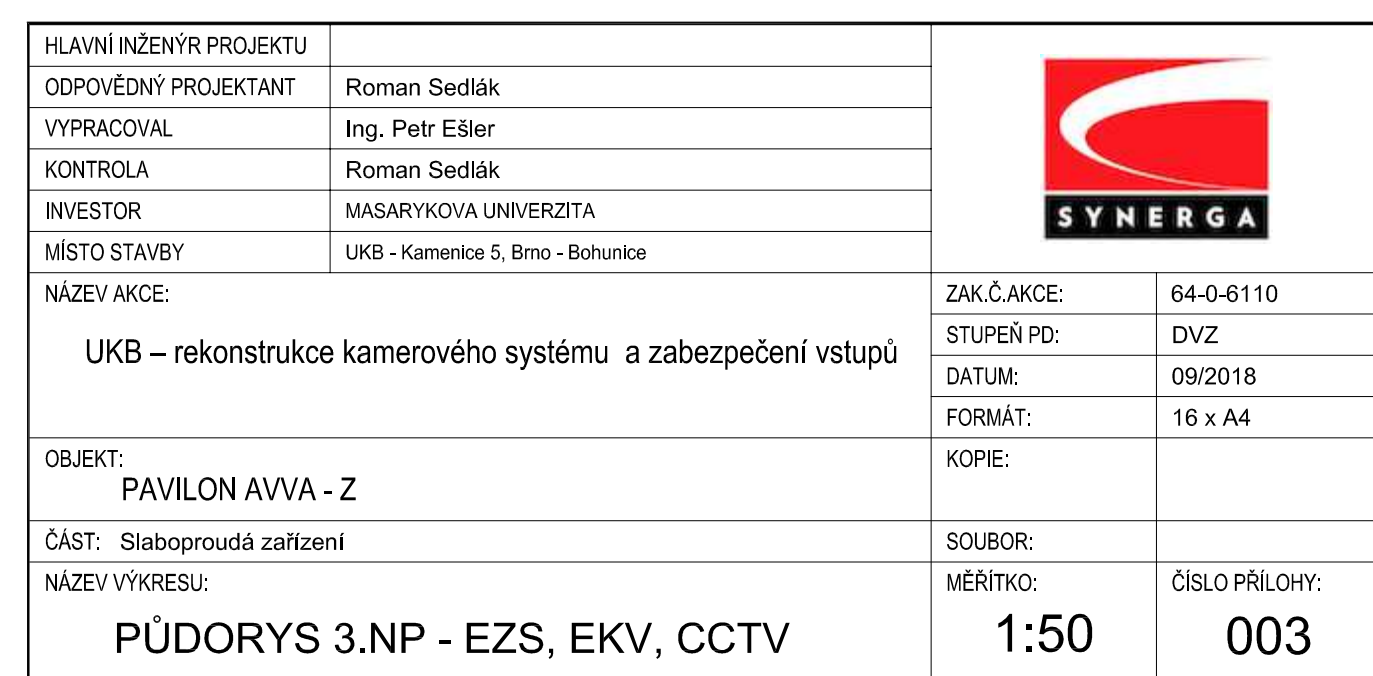 HLAVNÍ INŽENÝR PROJEKTU
ODPOVĚDNÝ PROJEKTANT Roman Sedlák
VYPRACOVAL Ing. Petr Ešler
KONTROLA Roman Sedlák
INVESTOR MASARYKOVA UNIVERZITA
MÍSTO STAVBY UKB - Kamenice 5, Brno - Bohunice
SYNERGA
NÁZEV AKCE:
UKB – rekonstrukce kamerového systému a zabezpečení vstupů
ZAK.Č.AKCE: 64-0-6110
STUPEŇ PD: DVZ
DATUM: 09/2018
FORMÁT: 16 x A4
OBJEKT:
PAVILON AVVA - Z
KOPIE:
ČÁST: Slaboproudá zařízení
SOUBOR:
NÁZEV VÝKRESU:
PŮDORYS 3.NP - EZS, EKV, CCTV
MĚŘÍTKO:
1:50
ČÍSLO PŘÍLOHY:
003